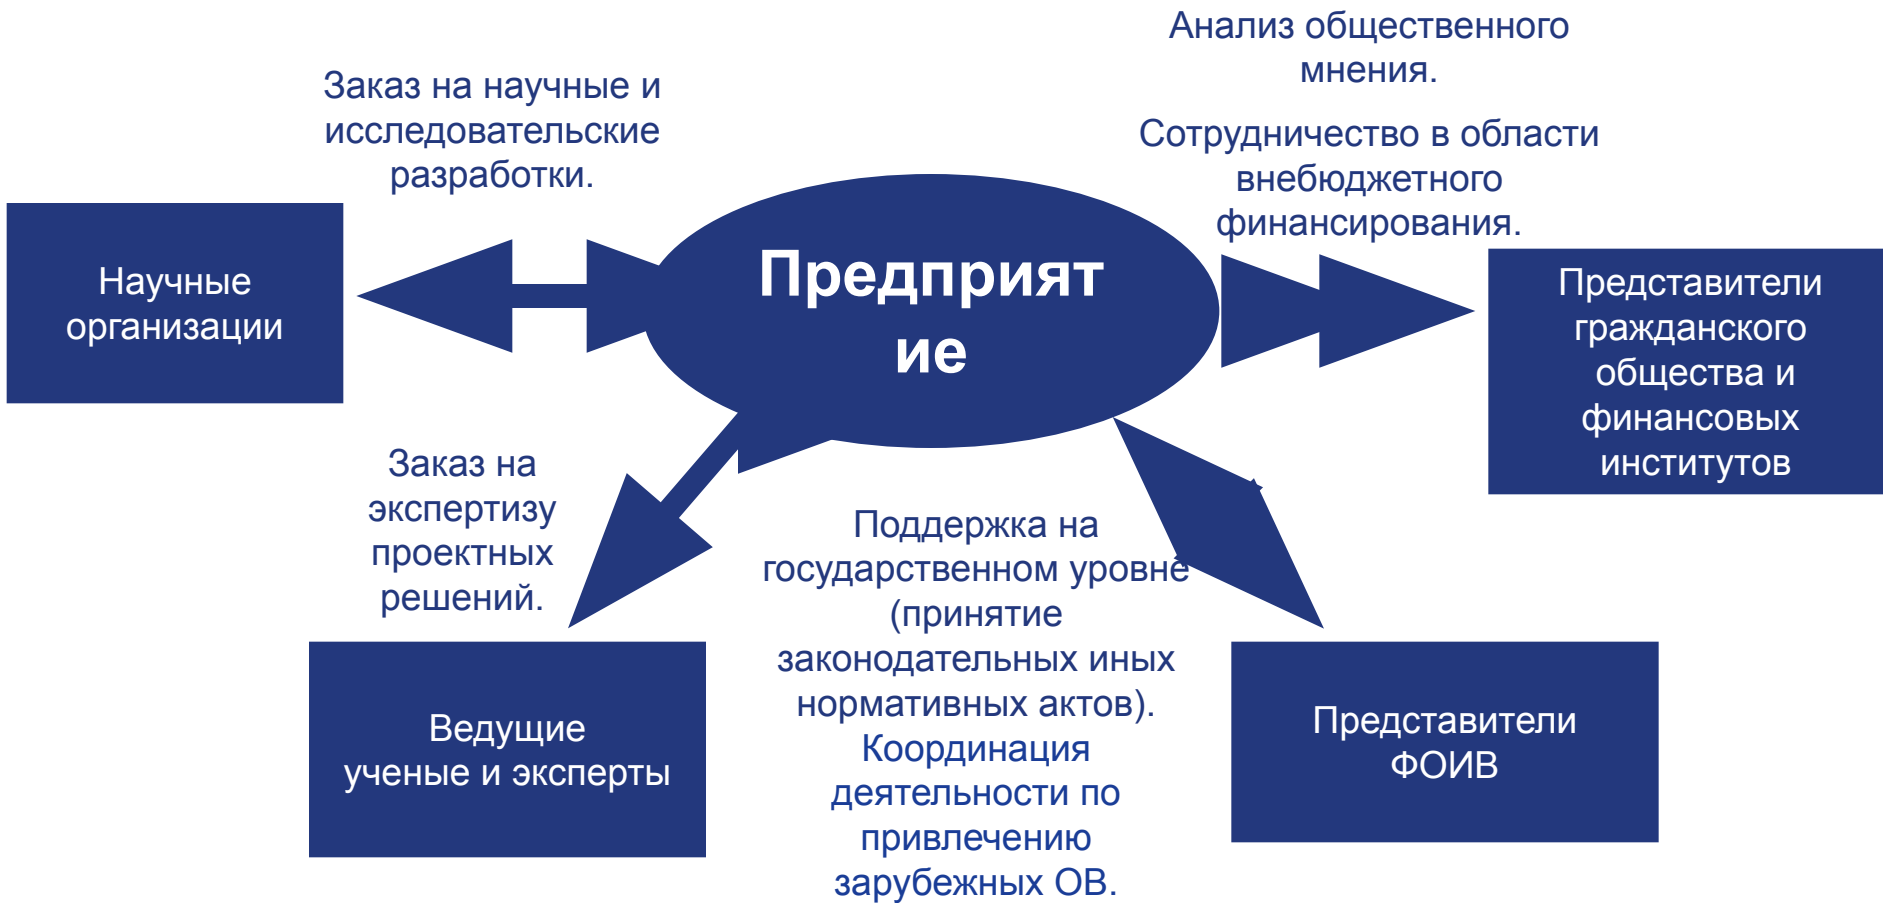 Анализ общественного
мнения.
Заказ на научные и
исследовательские
разработки.
Сотрудничество в области
внебюджетного
финансирования.
Научные
организации
Предприят
ие
Представители
гражданского
общества и
финансовых
институтов
Заказ на
экспертизу
проектных
решений.
Поддержка на
государственном уровне
(принятие
законодательных иных
нормативных актов).
Координация
деятельности по
привлечению
зарубежных ОВ.
Ведущие
ученые и эксперты
Представители
ФОИВ